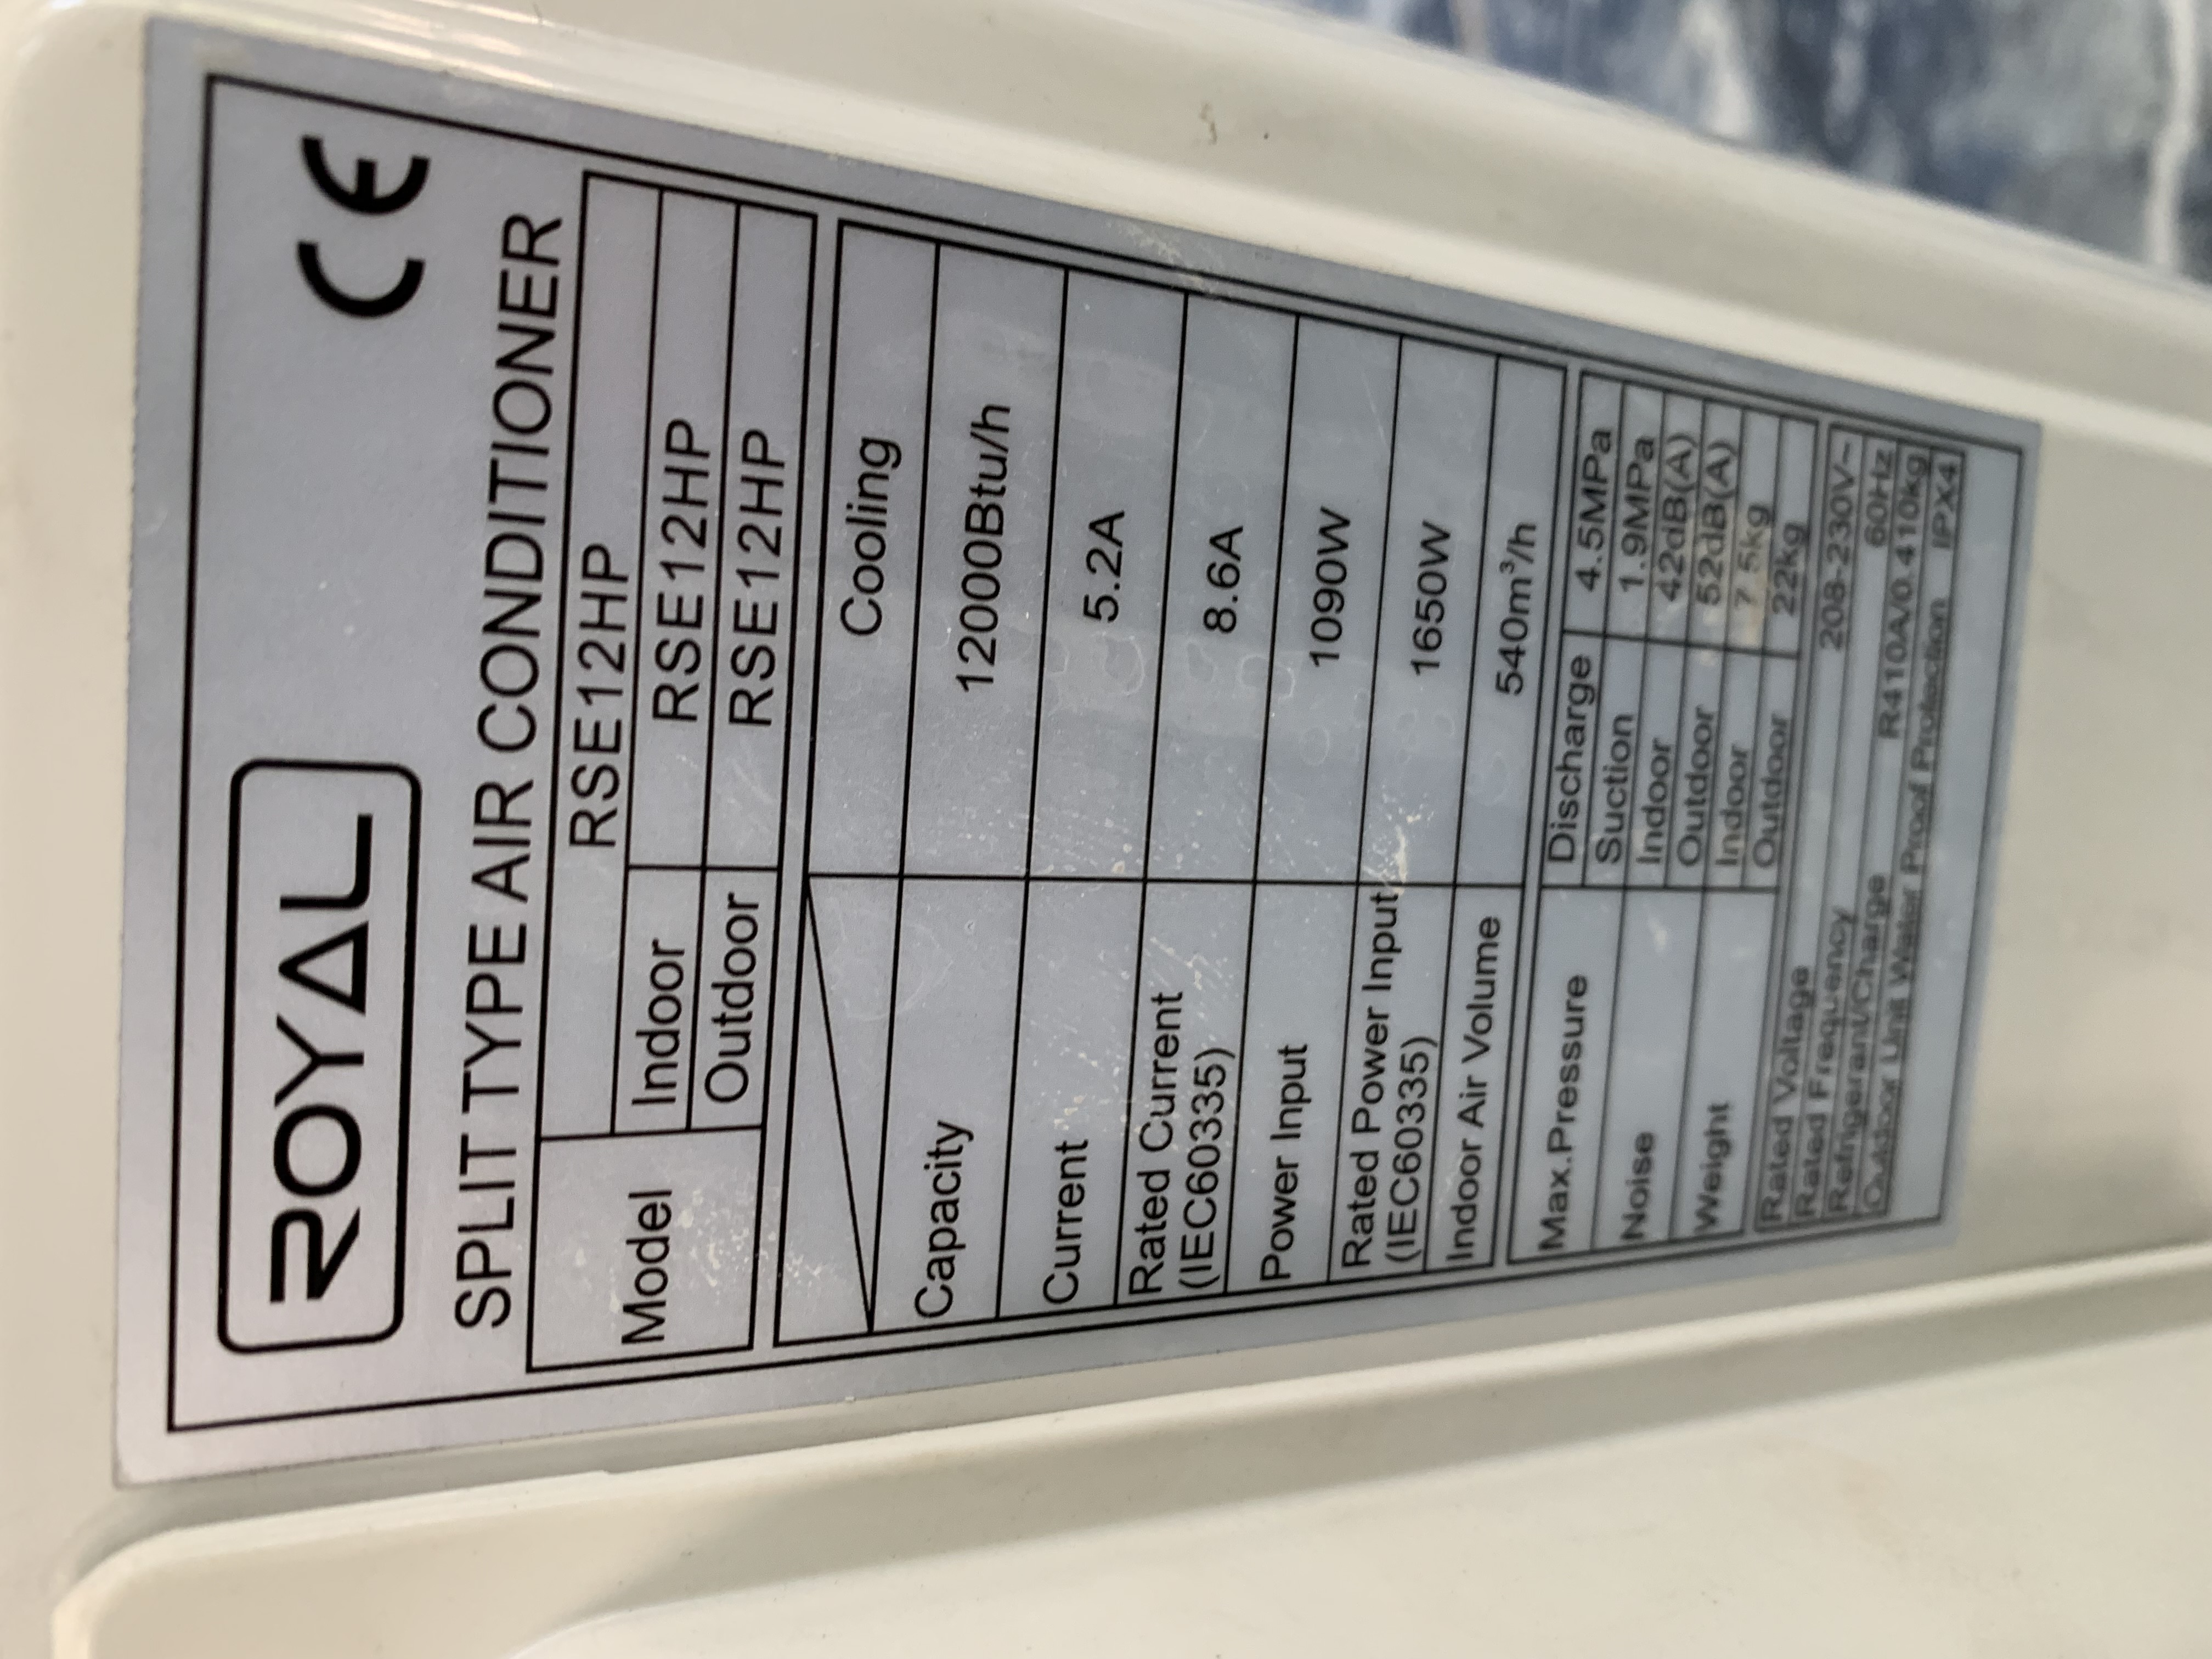 ROYAL
CE
SPLIT TYPE AIR CONDITIONER
Model RSE12HP
Indoor RSE12HP
Outdoor RSE12HP
Cooling
Capacity 12000Btu/h
Current 5.2A
Rated Current
(IEC60335) 8.6A
Power Input 1090W
Rated Power Input
(IEC60335) 1650W
Indoor Air Volume 540m³/h
Max.Pressure Discharge 4.5MPa
Suction 1.9MPa
Noise Indoor 42dB(A)
Outdoor 52dB(A)
Weight Indoor 7.5kg
Outdoor 22kg
Rated Voltage 208-230V~
Rated Frequency 60Hz
Refrigerant/Charge R410A/0.410kg
Outdoor Unit Water Proof Protection IPX4